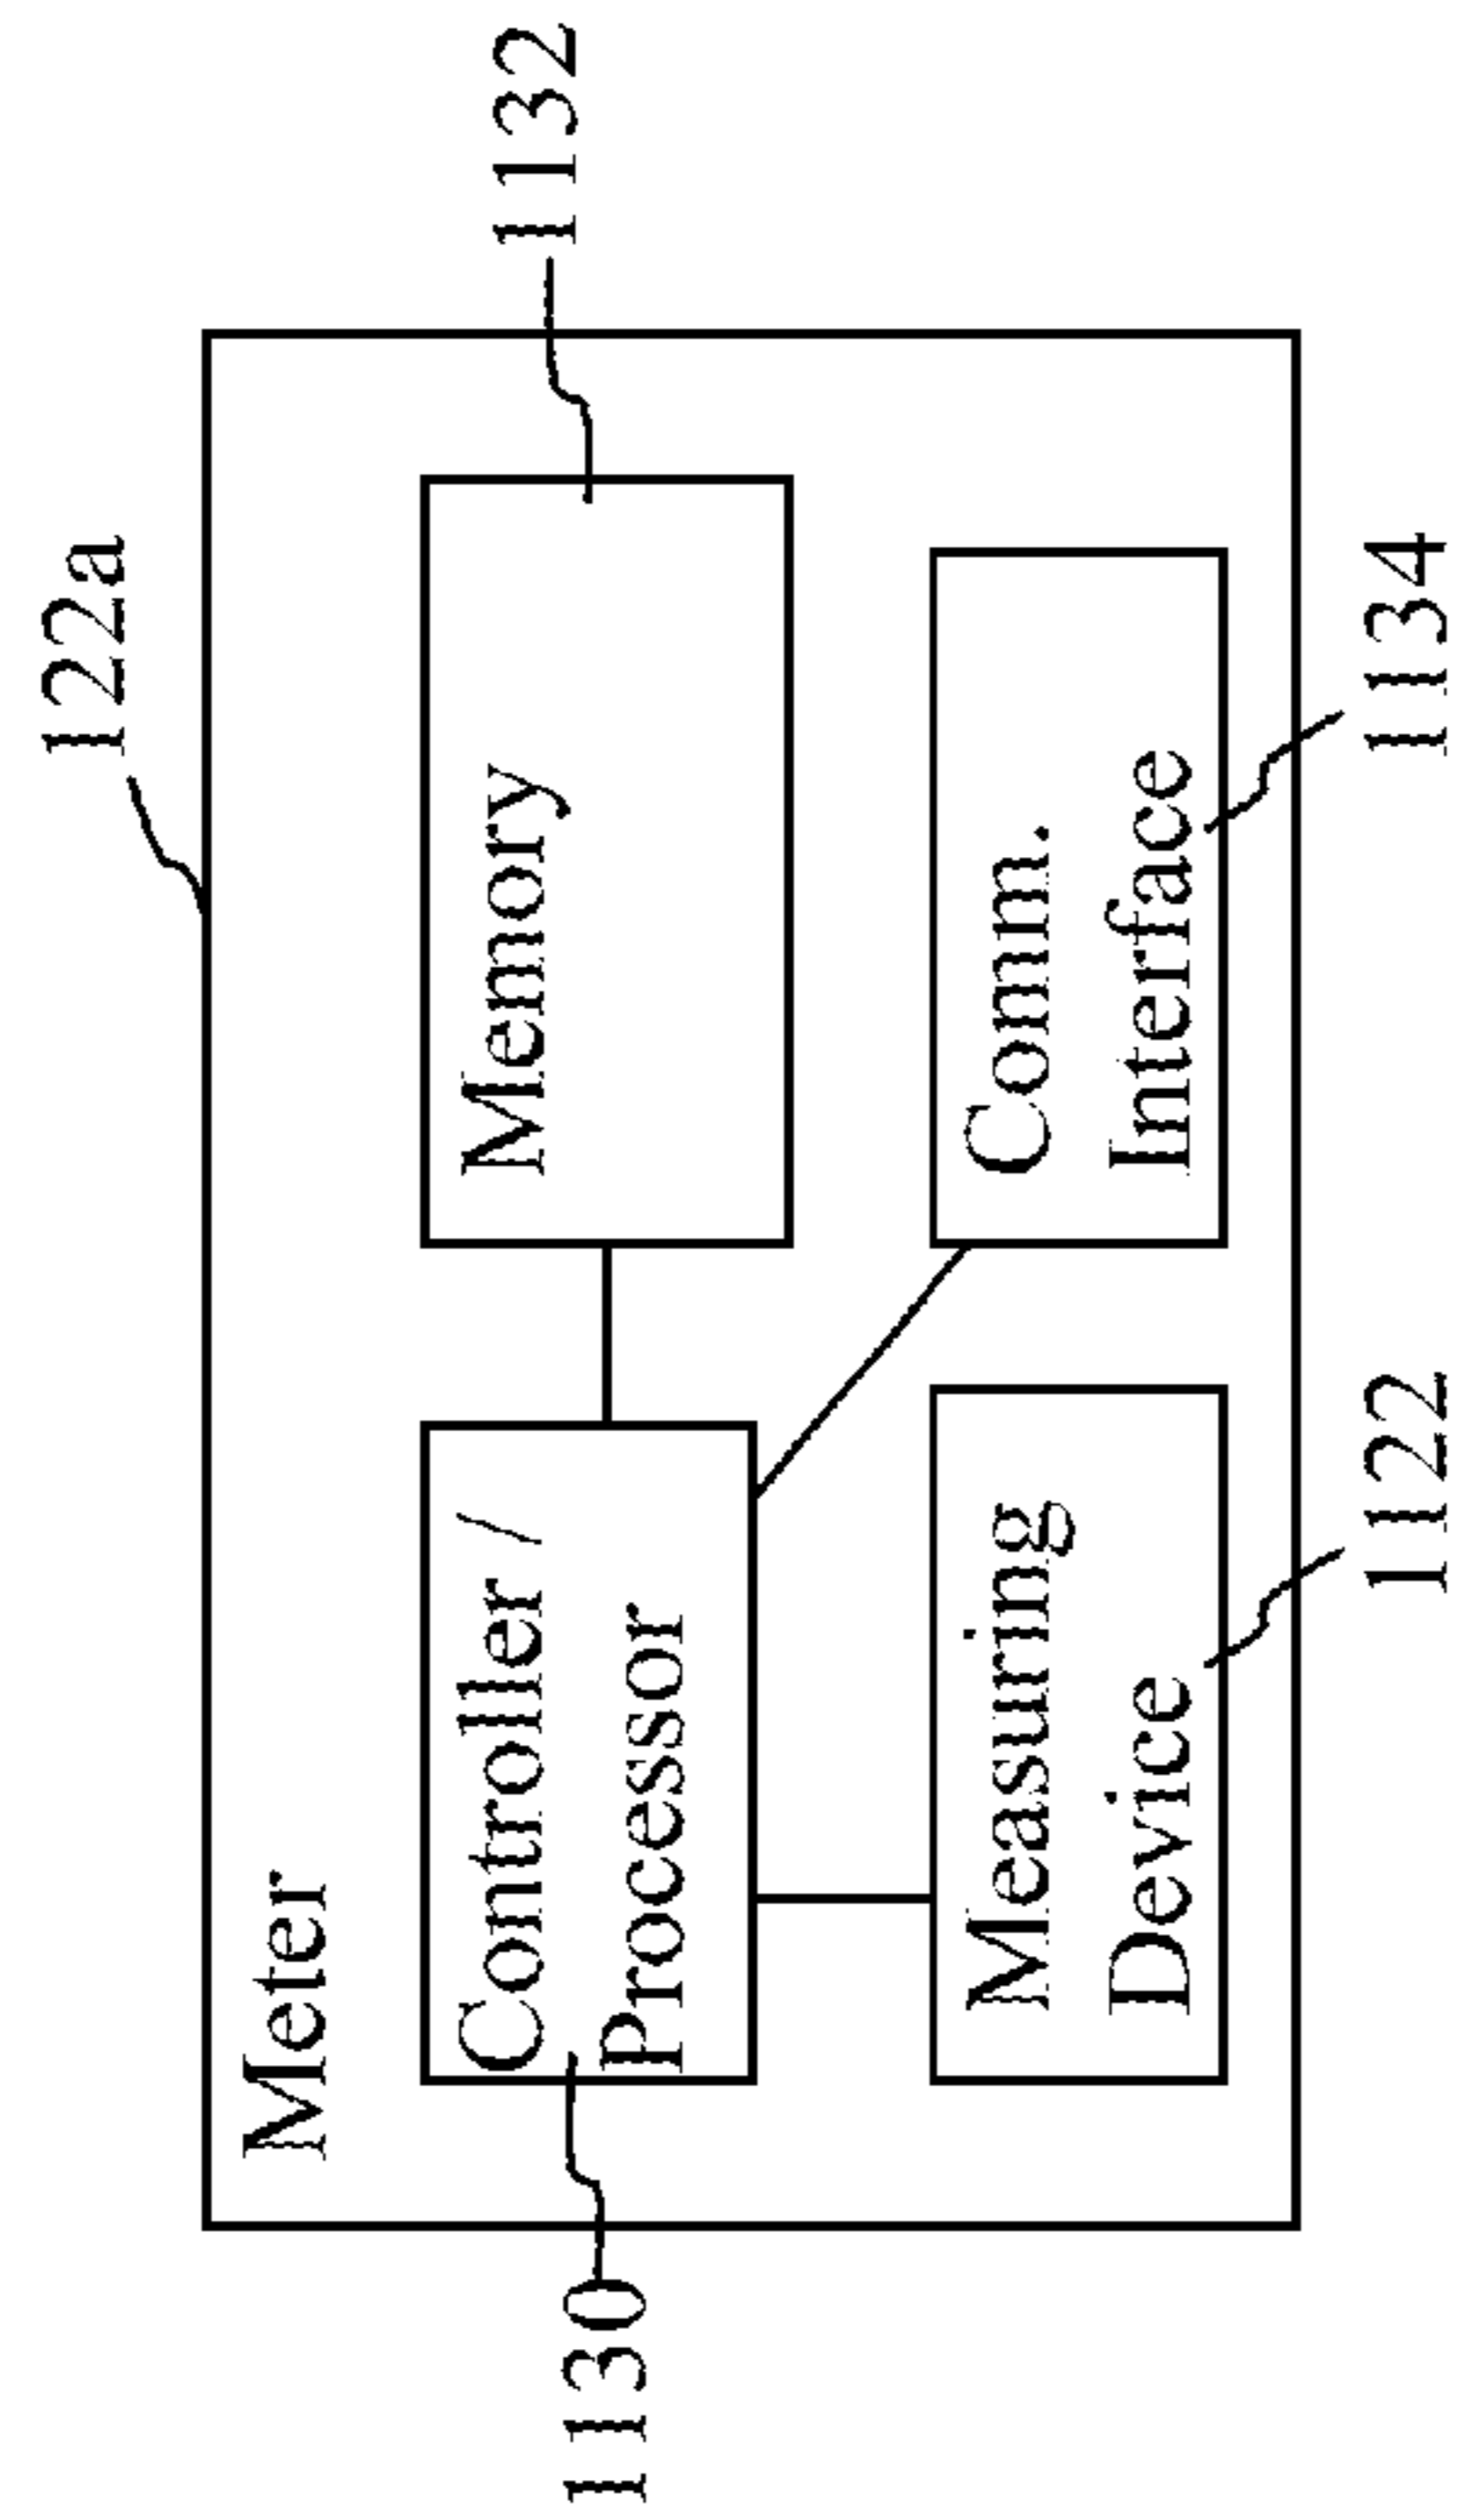 122a
Meter
1130
Controller /
Processor
Memory
1132
Measuring
Device
Comm.
Interface
1122
1134